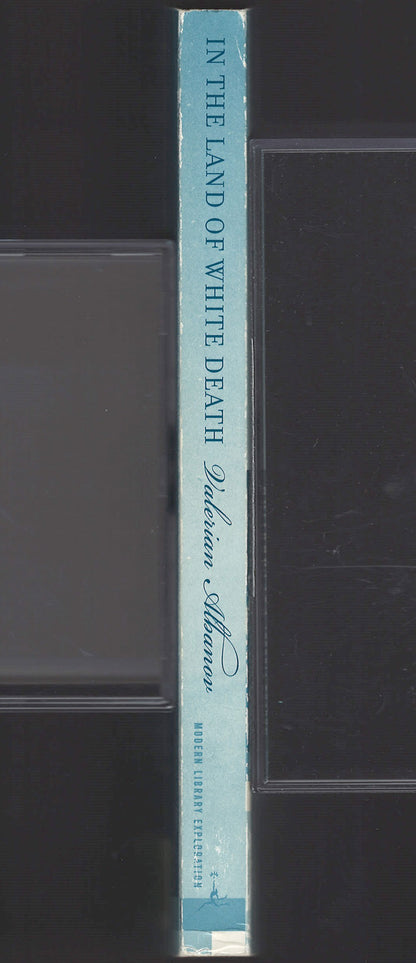 IN THE LAND OF WHITE DEATH Valerian Albanov
MODERN LIBRARY EXPLORATION